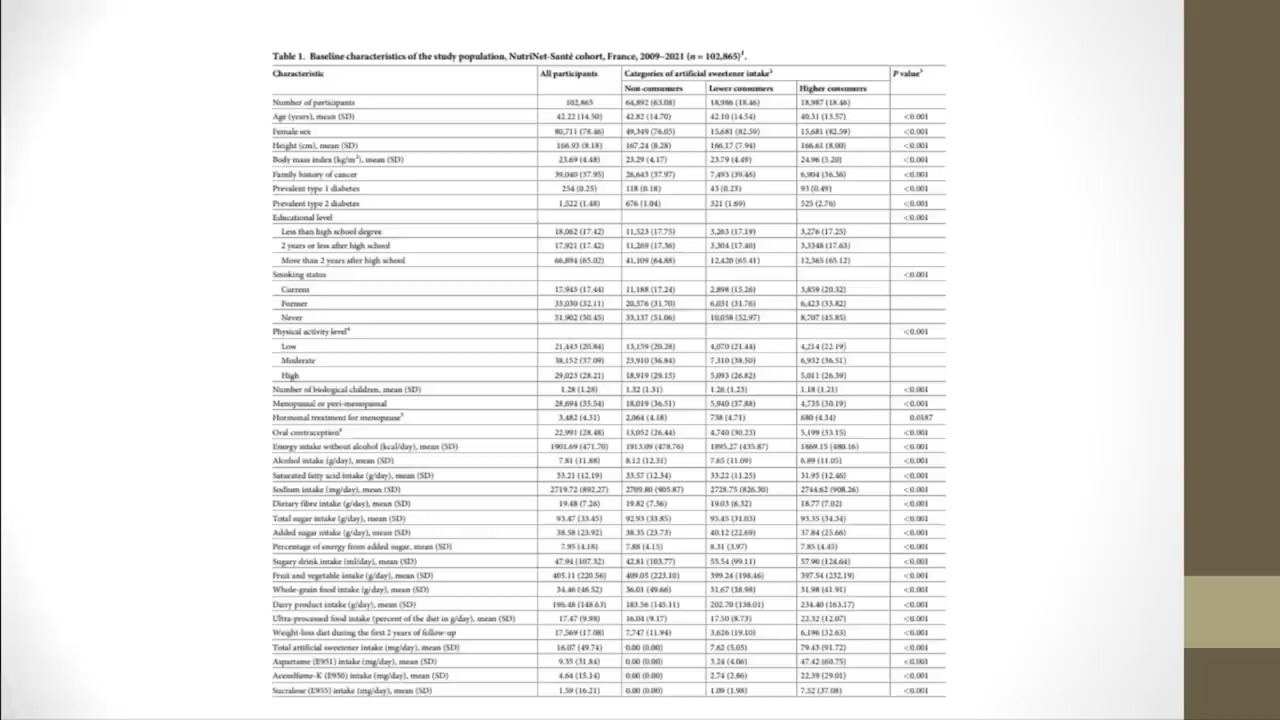 Table 1. Baseline characteristics of the study population, NutriNet-Santé cohort, France, 2009–2021 (n = 102,865)¹.
Characteristic All participants Categories of artificial sweetener intake² P value³
Non-consumers Lower consumers Higher consumers
Number of participants 102,865 64,892 (63.08) 18,986 (18.46) 18,987 (18.46)
Age (years), mean (SD) 42.22 (14.50) 42.82 (14.70) 42.10 (14.54) 40.31 (13.57) <0.001
Female sex 80,711 (78.46) 49,349 (76.05) 15,681 (82.59) 15,681 (82.59) <0.001
Height (cm), mean (SD) 166.93 (8.18) 167.24 (8.28) 166.17 (7.94) 166.61 (8.00) <0.001
Body mass index (kg/m²), mean (SD) 23.69 (4.48) 23.29 (4.17) 23.79 (4.49) 24.96 (5.20) <0.001
Family history of cancer 39,040 (37.95) 26,643 (37.97) 7,493 (39.46) 6,904 (36.36) <0.001
Prevalent type 1 diabetes 254 (0.25) 118 (0.18) 43 (0.23) 93 (0.49) <0.001
Prevalent type 2 diabetes 1,522 (1.48) 676 (1.04) 321 (1.69) 525 (2.76) <0.001
Educational level <0.001
Less than high school degree 18,062 (17.42) 11,523 (17.75) 3,263 (17.19) 3,276 (17.25)
2 years or less after high school 17,921 (17.42) 11,269 (17.36) 3,304 (17.40) 3,3348 (17.63)
More than 2 years after high school 66,894 (65.02) 41,109 (64.88) 12,420 (65.41) 12,365 (65.12)
Smoking status <0.001
Current 17,945 (17.44) 11,188 (17.24) 2,898 (15.26) 3,859 (20.32)
Former 33,030 (32.11) 20,576 (31.70) 6,031 (31.76) 6,423 (33.82)
Never 51,902 (50.45) 33,137 (51.06) 10,058 (52.97) 8,707 (45.85)
Physical activity level⁴ <0.001
Low 21,443 (20.84) 13,159 (20.28) 4,070 (21.44) 4,214 (22.19)
Moderate 38,152 (37.09) 23,910 (36.84) 7,310 (38.50) 6,932 (36.51)
High 29,023 (28.21) 18,919 (29.15) 5,093 (26.82) 5,011 (26.39)
Number of biological children, mean (SD) 1.28 (1.28) 1.32 (1.31) 1.26 (1.25) 1.18 (1.21) <0.001
Menopausal or peri-menopausal 28,694 (35.54) 18,019 (36.51) 5,940 (37.88) 4,735 (30.19) <0.001
Hormonal treatment for menopause⁵ 3,482 (4.31) 2,064 (4.18) 738 (4.71) 680 (4.34) 0.0187
Oral contraception⁶ 22,991 (28.48) 13,052 (26.44) 4,740 (30.23) 5,199 (33.15) <0.001
Energy intake without alcohol (kcal/day), mean (SD) 1901.69 (471.70) 1913.09 (478.76) 1895.27 (435.87) 1869.15 (480.16) <0.001
Alcohol intake (g/day), mean (SD) 7.81 (11.88) 8.12 (12.31) 7.65 (11.09) 6.89 (11.05) <0.001
Saturated fatty acid intake (g/day), mean (SD) 33.21 (12.19) 33.57 (12.34) 33.22 (11.25) 31.95 (12.46) <0.001
Sodium intake (mg/day), mean (SD) 2719.72 (892.27) 2709.80 (905.87) 2728.75 (826.30) 2744.62 (908.26) <0.001
Dietary fibre intake (g/day), mean (SD) 19.48 (7.26) 19.82 (7.56) 19.03 (6.32) 18.77 (7.02) <0.001
Total sugar intake (g/day), mean (SD) 93.47 (33.45) 92.93 (33.85) 95.45 (31.03) 93.35 (34.34) <0.001
Added sugar intake (g/day), mean (SD) 38.58 (23.92) 38.35 (23.73) 40.12 (22.69) 37.84 (25.66) <0.001
Percentage of energy from added sugar, mean (SD) 7.95 (4.18) 7.88 (4.15) 8.31 (3.97) 7.85 (4.45) <0.001
Sugary drink intake (ml/day), mean (SD) 47.94 (107.32) 42.81 (103.77) 55.54 (99.11) 57.90 (124.64) <0.001
Fruit and vegetable intake (g/day), mean (SD) 405.11 (220.56) 409.05 (223.10) 399.24 (198.46) 397.54 (232.19) <0.001
Whole-grain food intake (g/day), mean (SD) 34.46 (46.52) 36.01 (49.66) 31.67 (38.98) 31.98 (41.91) <0.001
Dairy product intake (g/day), mean (SD) 196.48 (148.63) 183.56 (145.11) 202.70 (138.01) 234.40 (163.17) <0.001
Ultra-processed food intake (percent of the diet in g/day), mean (SD) 17.47 (9.98) 16.04 (9.17) 17.50 (8.73) 22.32 (12.07) <0.001
Weight-loss diet during the first 2 years of follow-up 17,569 (17.08) 7,747 (11.94) 3,626 (19.10) 6,196 (32.63) <0.001
Total artificial sweetener intake (mg/day), mean (SD) 16.07 (49.74) 0.00 (0.00) 7.62 (5.05) 79.43 (91.72) <0.001
Aspartame (E951) intake (mg/day), mean (SD) 9.35 (31.84) 0.00 (0.00) 3.24 (4.06) 47.42 (60.75) <0.001
Acesulfame-K (E950) intake (mg/day), mean (SD) 4.64 (15.14) 0.00 (0.00) 2.74 (2.86) 22.39 (29.01) <0.001
Sucralose (E955) intake (mg/day), mean (SD) 1.59 (16.21) 0.00 (0.00) 1.09 (1.98) 7.52 (37.08) <0.001